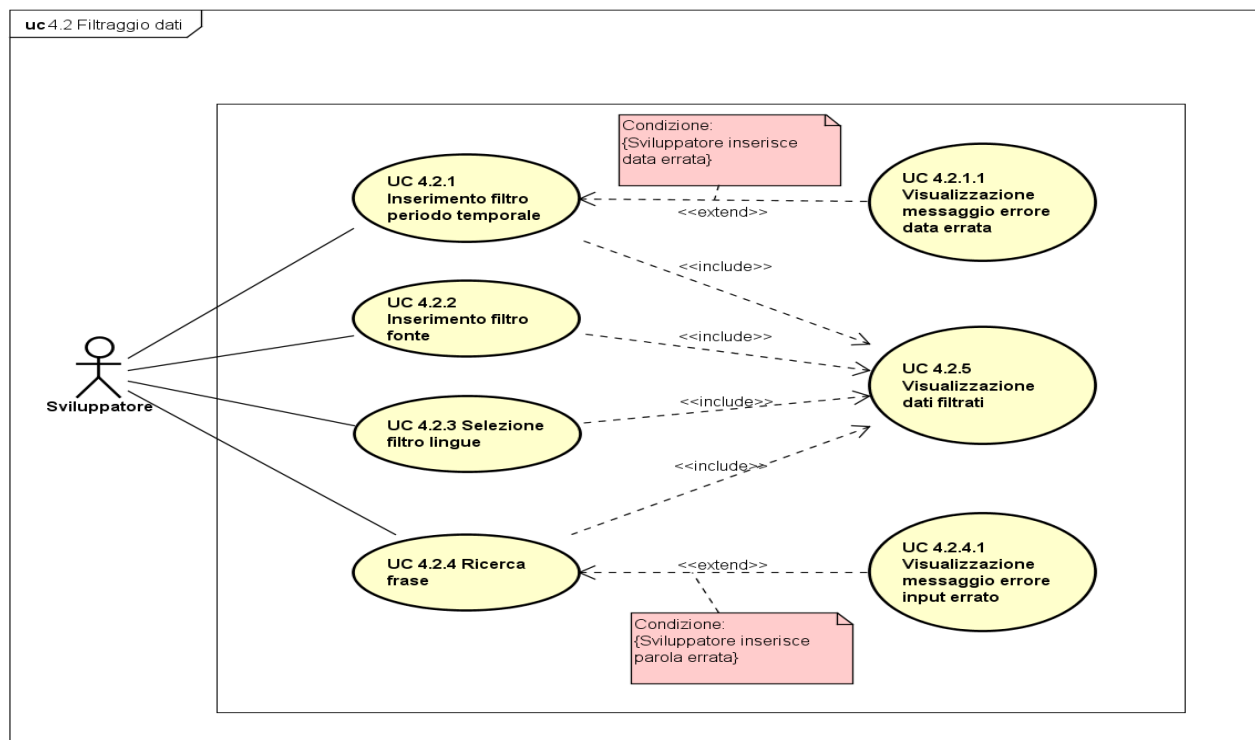 uc 4.2 Filtraggio dati
Condizione:
{Sviluppatore inserisce
data errata}
UC 4.2.1
Inserimento filtro
periodo temporale
<<extend>>
UC 4.2.1.1
Visualizzazione
messaggio errore
data errata
<<include>>
UC 4.2.2
Inserimento filtro
fonte
<<include>>
Sviluppatore
UC 4.2.3 Selezione
filtro lingue
<<include>>
UC 4.2.5
Visualizzazione
dati filtrati
<<include>>
UC 4.2.4 Ricerca
frase
<<extend>>
UC 4.2.4.1
Visualizzazione
messaggio errore
input errato
Condizione:
{Sviluppatore inserisce
parola errata}